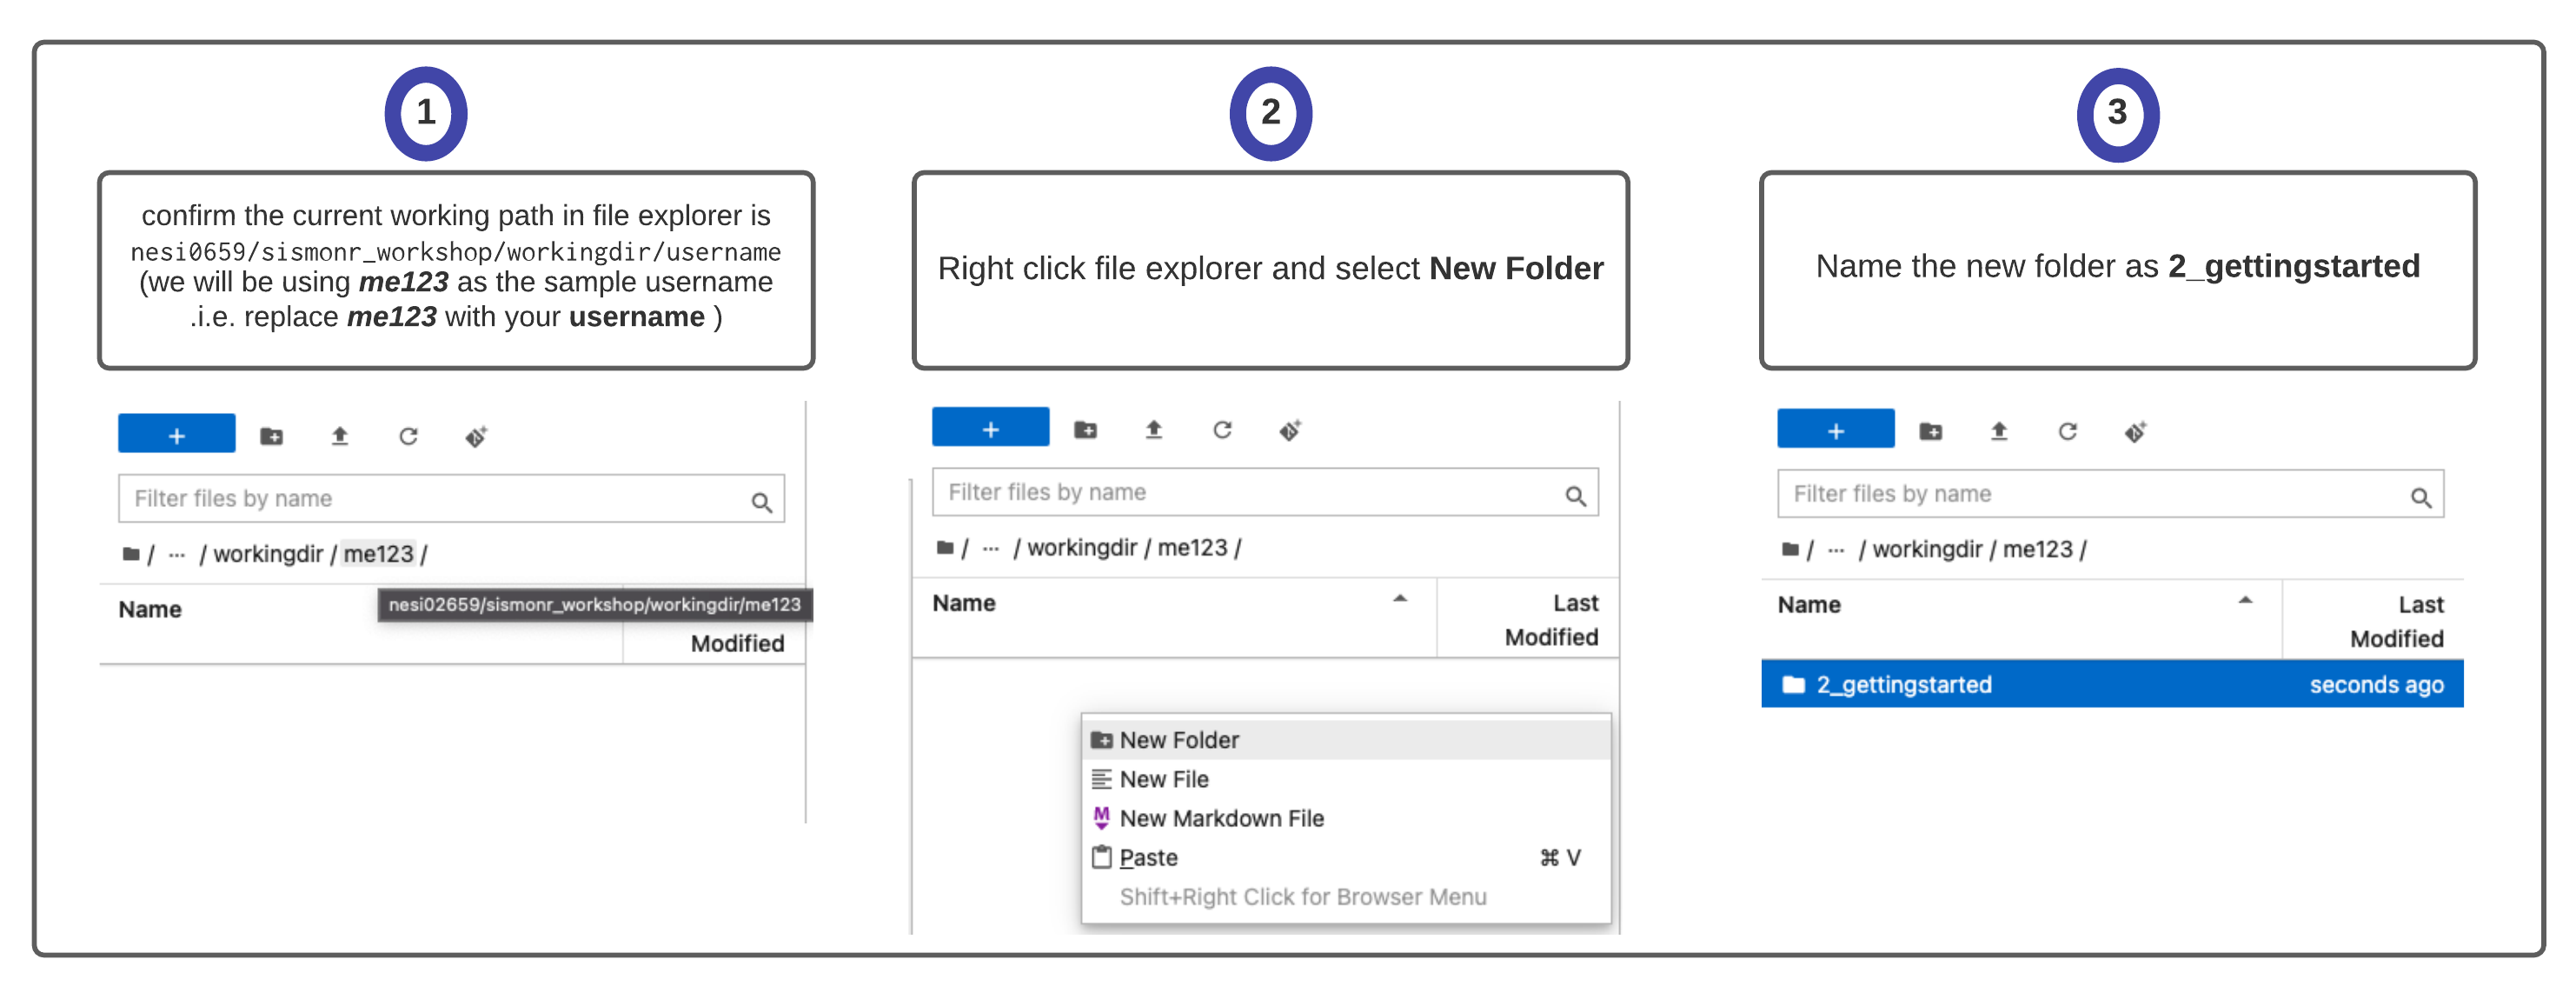 1
confirm the current working path in file explorer is
nesi0659/sismonr_workshop/workingdir/username
(we will be using me123 as the sample username
.i.e. replace me123 with your username )
+
Filter files by name
/ ··· / workingdir / me123 /
nesi02659/sismonr_workshop/workingdir/me123
Name
Modified
2
Right click file explorer and select New Folder
+
Filter files by name
/ ··· / workingdir / me123 /
Name
Last
Modified
New Folder
New File
M New Markdown File
Paste ⌘ V
Shift+Right Click for Browser Menu
3
Name the new folder as 2_gettingstarted
+
Filter files by name
/ ··· / workingdir / me123 /
Name
Last
Modified
2_gettingstarted seconds ago